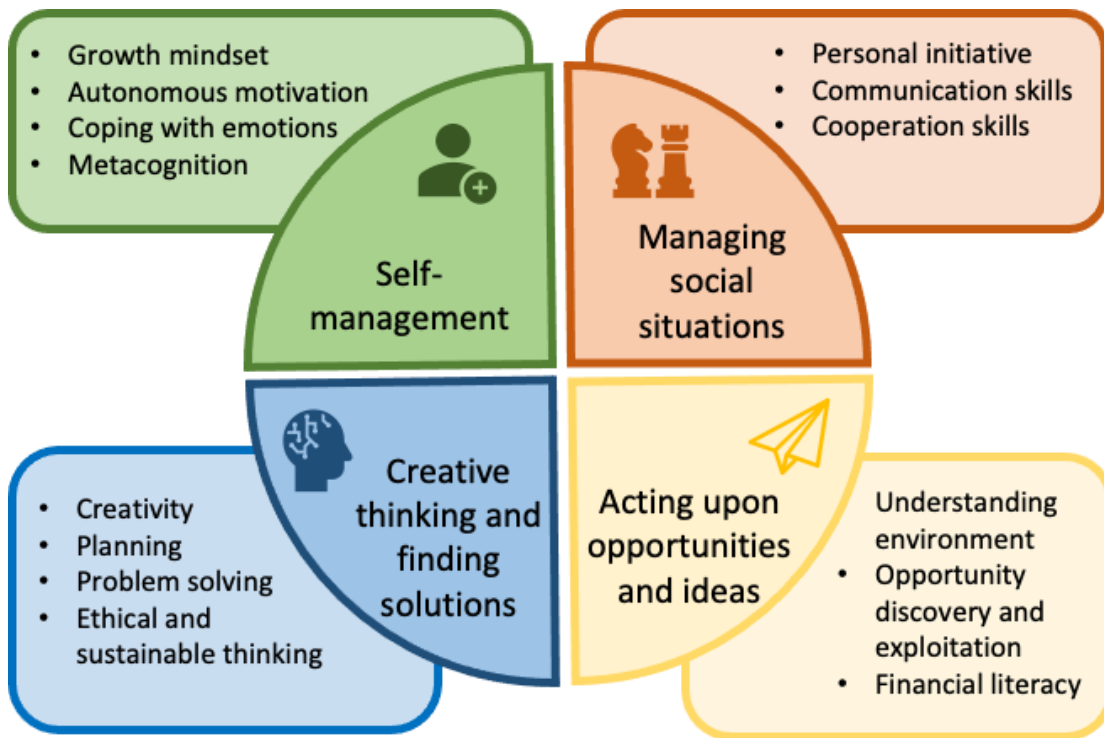 • Growth mindset
• Autonomous motivation
• Coping with emotions
• Metacognition
Self-
management
• Personal initiative
• Communication skills
• Cooperation skills
Managing
social
situations
• Creativity
• Planning
• Problem solving
• Ethical and
sustainable thinking
Creative
thinking and
finding
solutions
Acting upon
opportunities
and ideas
Understanding
environment
• Opportunity
discovery and
exploitation
• Financial literacy